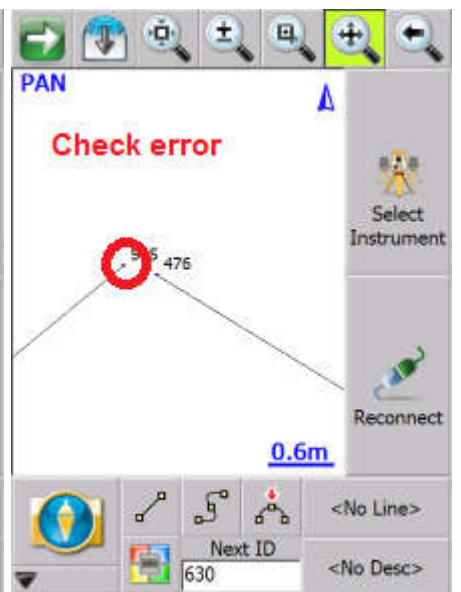 PAN
Check error
476
Select
Instrument
Reconnect
0.6m
<No Line>
Next ID
630
<No Desc>